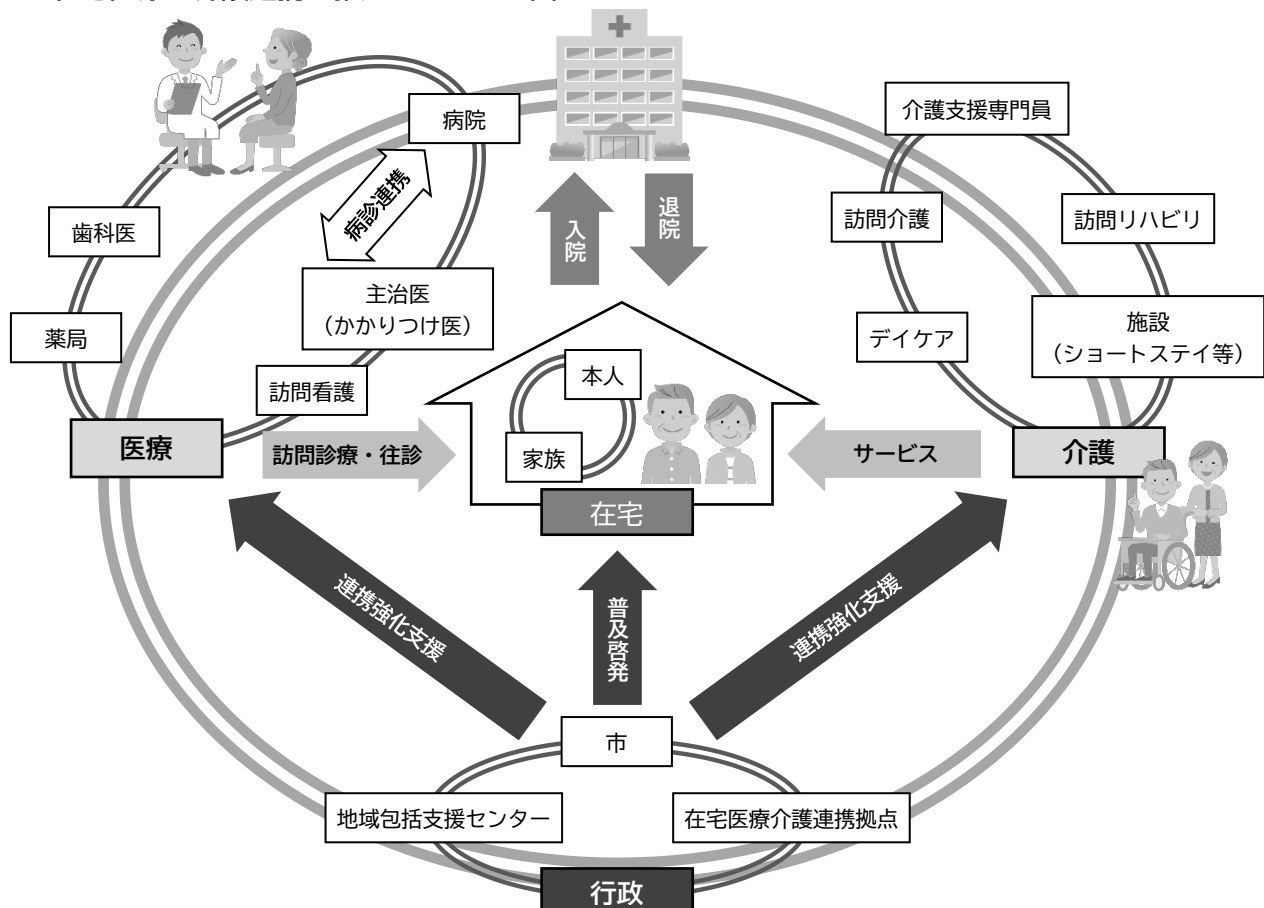 病院
介護支援専門員
病診連携
入院
退院
歯科医
訪問介護
訪問リハビリ
主治医
（かかりつけ医）
薬局
デイケア
施設
（ショートステイ等）
訪問看護
本人
家族
医療
訪問診療・往診
サービス
介護
在宅
連携強化支援
普及啓発
連携強化支援
市
地域包括支援センター
在宅医療介護連携拠点
行政